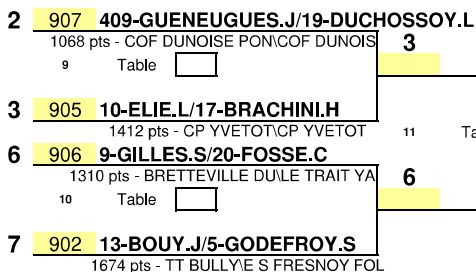 2 907 409-GUENEUGUES.J/19-DUCHOSSOY.L
1068 pts - COF DUNOISE PON\COF DUNOIS 3
9 Table
3 905 10-ELIE.L/17-BRACHINI.H
1412 pts - CP YVETOT\CP YVETOT 11 Ta
6 906 9-GILLES.S/20-FOSSE.C
1310 pts - BRETTEVILLE DU\LE TRAIT YA 6
10 Table
7 902 13-BOUY.J/5-GODEFROY.S
1674 pts - TT BULLY\E S FRESNOY FOL